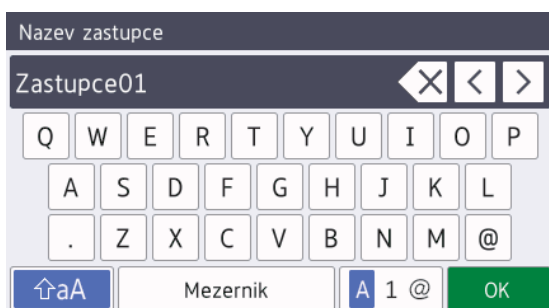 Nazev zastupce
Zastupce01
Q W E R T Y U I O P
A S D F G H J K L
. Z X C V B N M @
aA Mezernik A 1 @ OK